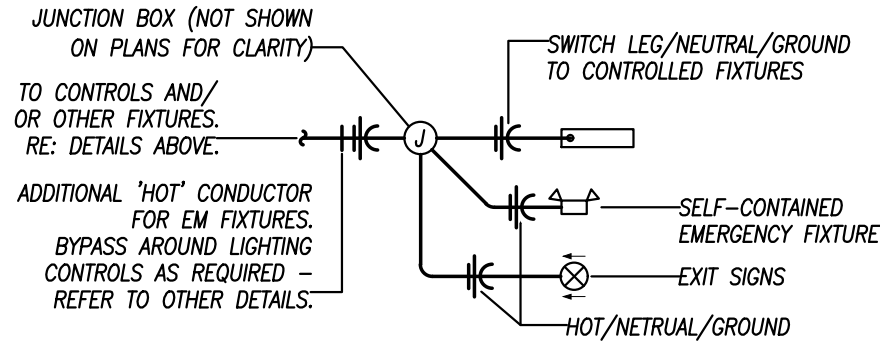 JUNCTION BOX (NOT SHOWN
ON PLANS FOR CLARITY)
SWITCH LEG/NEUTRAL/GROUND
TO CONTROLLED FIXTURES
TO CONTROLS AND/
OR OTHER FIXTURES.
RE: DETAILS ABOVE.
J
ADDITIONAL 'HOT' CONDUCTOR
FOR EM FIXTURES.
BYPASS AROUND LIGHTING
CONTROLS AS REQUIRED –
REFER TO OTHER DETAILS.
SELF–CONTAINED
EMERGENCY FIXTURE
EXIT SIGNS
HOT/NETRUAL/GROUND